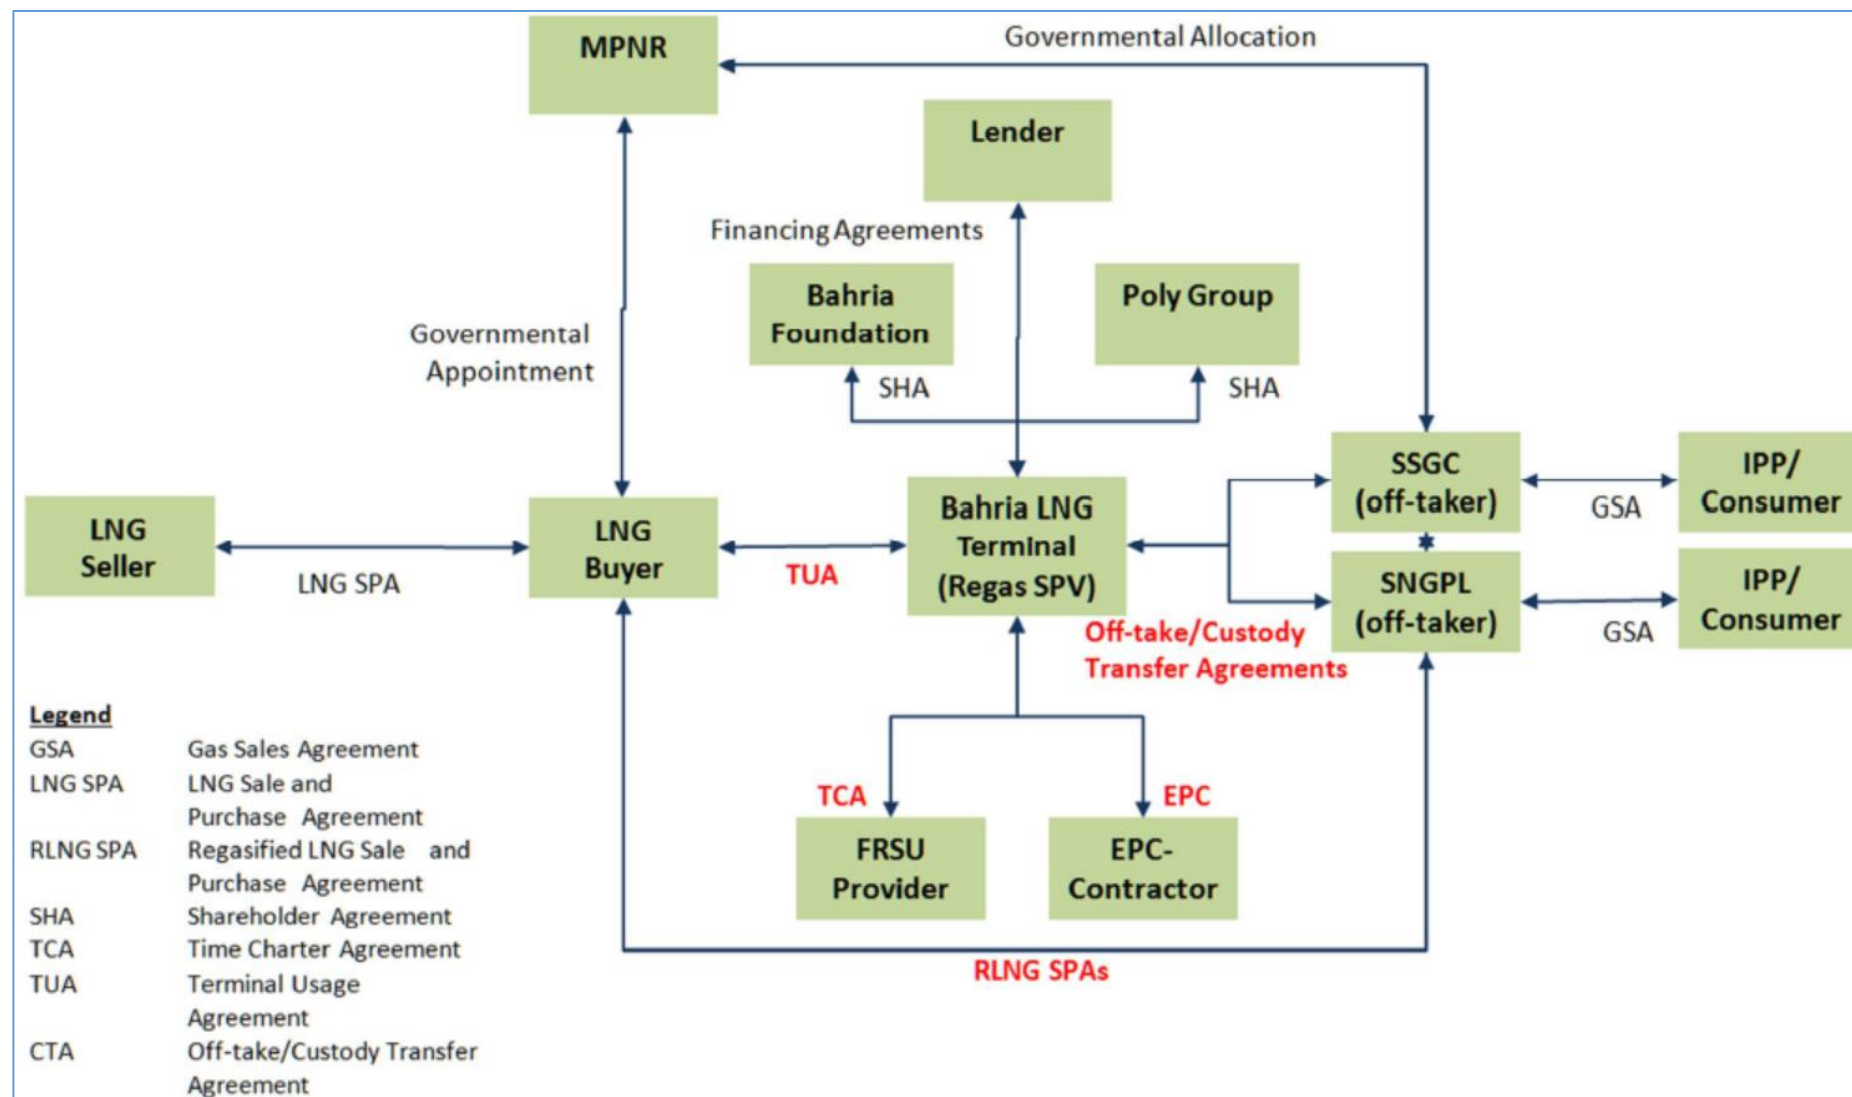 MPNR
Governmental Allocation
Lender
Financing Agreements
Bahria
Foundation
Poly Group
Governmental
Appointment
SHA
SHA
LNG
Seller
LNG SPA
LNG
Buyer
TUA
Bahria LNG
Terminal
(Regas SPV)
SSGC
(off-taker)
GSA
IPP/
Consumer
SNGPL
(off-taker)
GSA
IPP/
Consumer
Off-take/Custody
Transfer Agreements
TCA
EPC
FRSU
Provider
EPC-
Contractor
RLNG SPAs
Legend
GSA Gas Sales Agreement
LNG SPA LNG Sale and
Purchase Agreement
RLNG SPA Regasified LNG Sale and
Purchase Agreement
SHA Shareholder Agreement
TCA Time Charter Agreement
TUA Terminal Usage
Agreement
CTA Off-take/Custody Transfer
Agreement